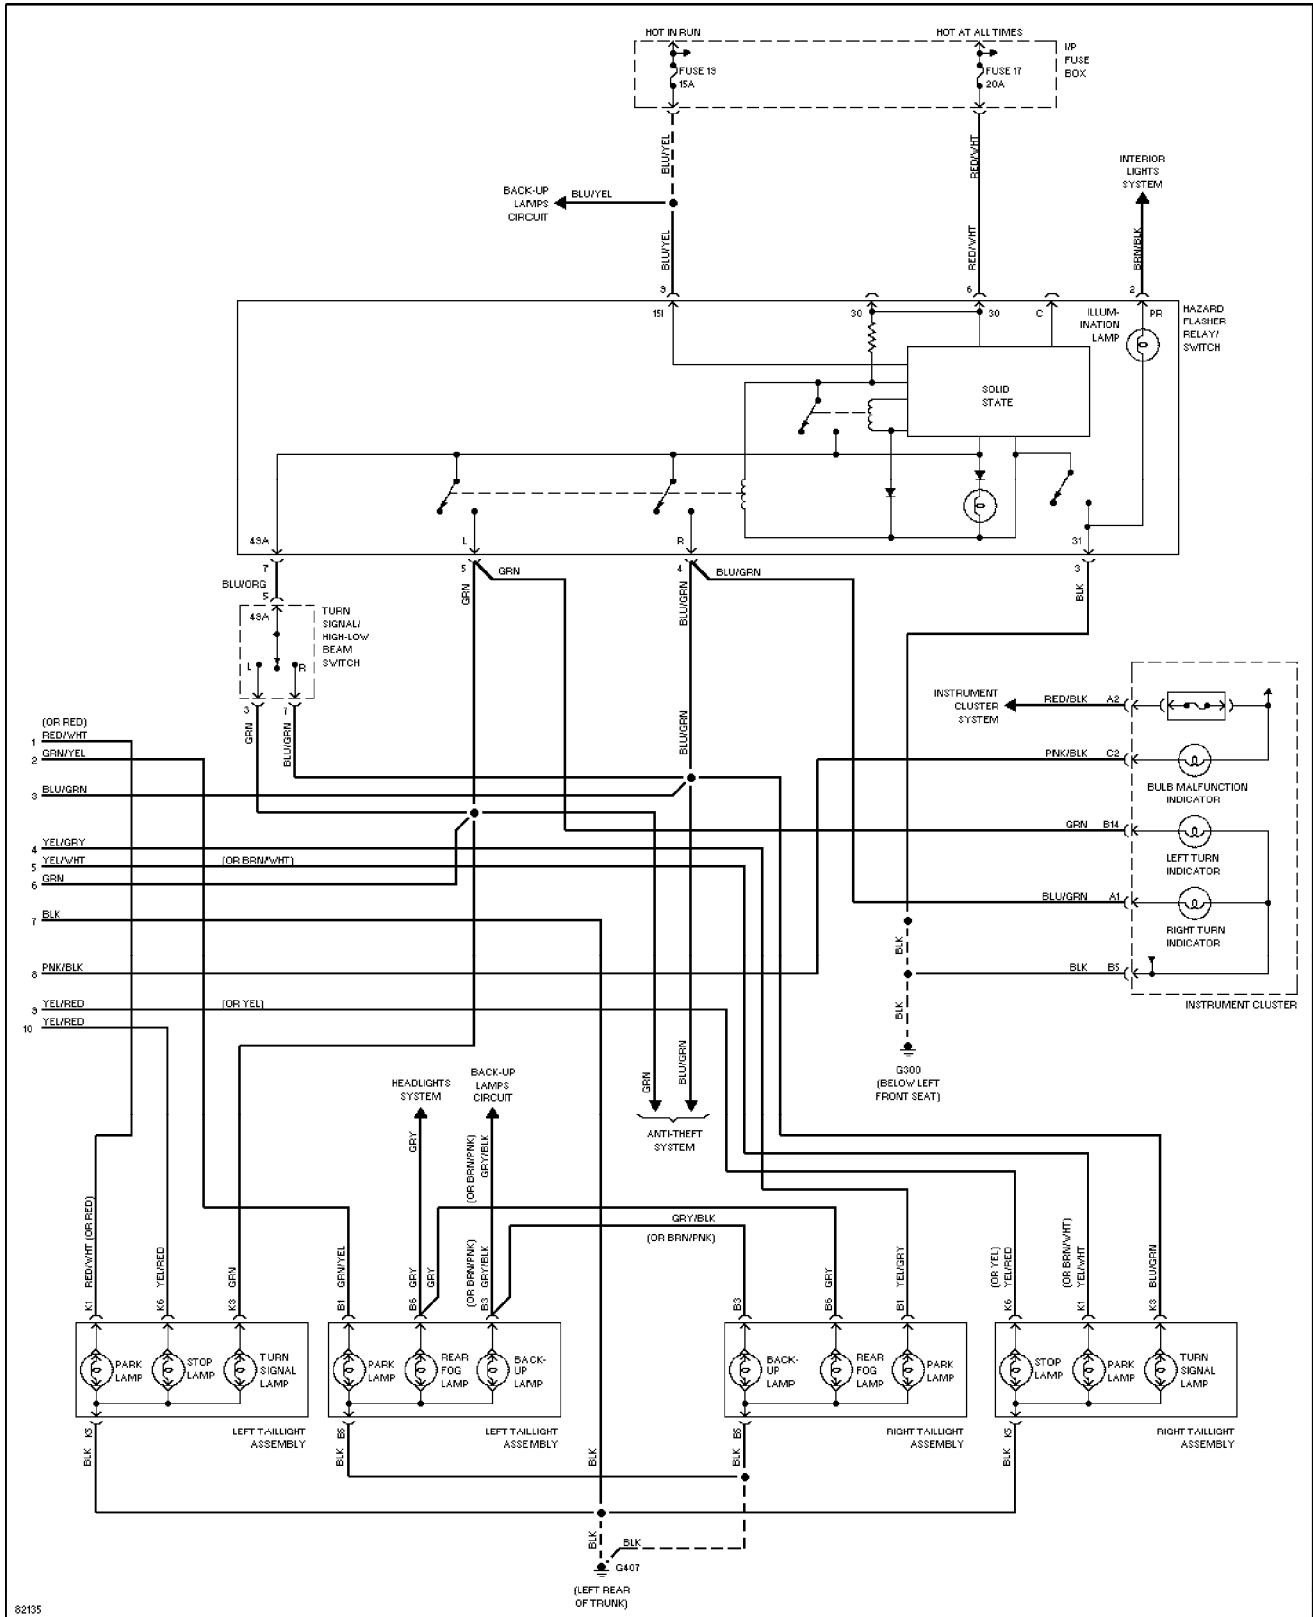 HOT IN RUN
HOT AT ALL TIMES
I/P
FUSE
BOX
FUSE 19
15A
FUSE 17
20A
BLU/YEL
RED/WHT
INTERIOR
LIGHTS
SYSTEM
BACK-UP
LAMPS
CIRCUIT
BLU/YEL
BLU/YEL
RED/WHT
BRN/BLK
9
6
2
15I
30
30
C
ILLUM-
INATION
LAMP
PR
HAZARD
FLASHER
RELAY/
SWITCH
SOLID
STATE
49A
L
R
31
7
5
GRN
4
BLU/GRN
3
BLU/ORG
5
GRN
BLU/GRN
BLK
49A
L
R
TURN
SIGNAL/
HIGH-LOW
BEAM
SWITCH
3
7
GRN
BLU/GRN
BLU/GRN
INSTRUMENT
CLUSTER
SYSTEM
RED/BLK
A2
PNK/BLK
C2
BULB MALFUNCTION
INDICATOR
GRN
B14
LEFT TURN
INDICATOR
BLU/GRN
A1
RIGHT TURN
INDICATOR
BLK
B5
INSTRUMENT CLUSTER
(OR RED)
1 RED/WHT
2 GRN/YEL
3 BLU/GRN
4 YEL/GRY
5 YEL/WHT (OR BRN/WHT)
6 GRN
7 BLK
8 PNK/BLK
9 YEL/RED (OR YEL)
10 YEL/RED
BLK
BLK
G300
(BELOW LEFT
FRONT SEAT)
HEADLIGHTS
SYSTEM
BACK-UP
LAMPS
CIRCUIT
GRN
BLU/GRN
ANTI-THEFT
SYSTEM
GRY
(OR BRN/PNK)
GRY/BLK
GRY/BLK
(OR BRN/PNK)
K1 RED/WHT (OR RED)
K6 YEL/RED
K3 GRN
B1 GRN/YEL
B6 GRY
GRY
(OR BRN/PNK)
B3 GRY/BLK
B3
B6 GRY
B1 YEL/GRY
(OR YEL)
K6 YEL/RED
(OR BRN/WHT)
K1 YEL/WHT
K3 BLU/GRN
PARK
LAMP
STOP
LAMP
TURN
SIGNAL
LAMP
PARK
LAMP
REAR
FOG
LAMP
BACK-
UP
LAMP
BACK-
UP
LAMP
REAR
FOG
LAMP
PARK
LAMP
STOP
LAMP
PARK
LAMP
TURN
SIGNAL
LAMP
BLK K5
LEFT TAILLIGHT
ASSEMBLY
BLK B5
LEFT TAILLIGHT
ASSEMBLY
BLK
BLK B5
RIGHT TAILLIGHT
ASSEMBLY
BLK K5
RIGHT TAILLIGHT
ASSEMBLY
BLK
BLK
G407
(LEFT REAR
OF TRUNK)
82135